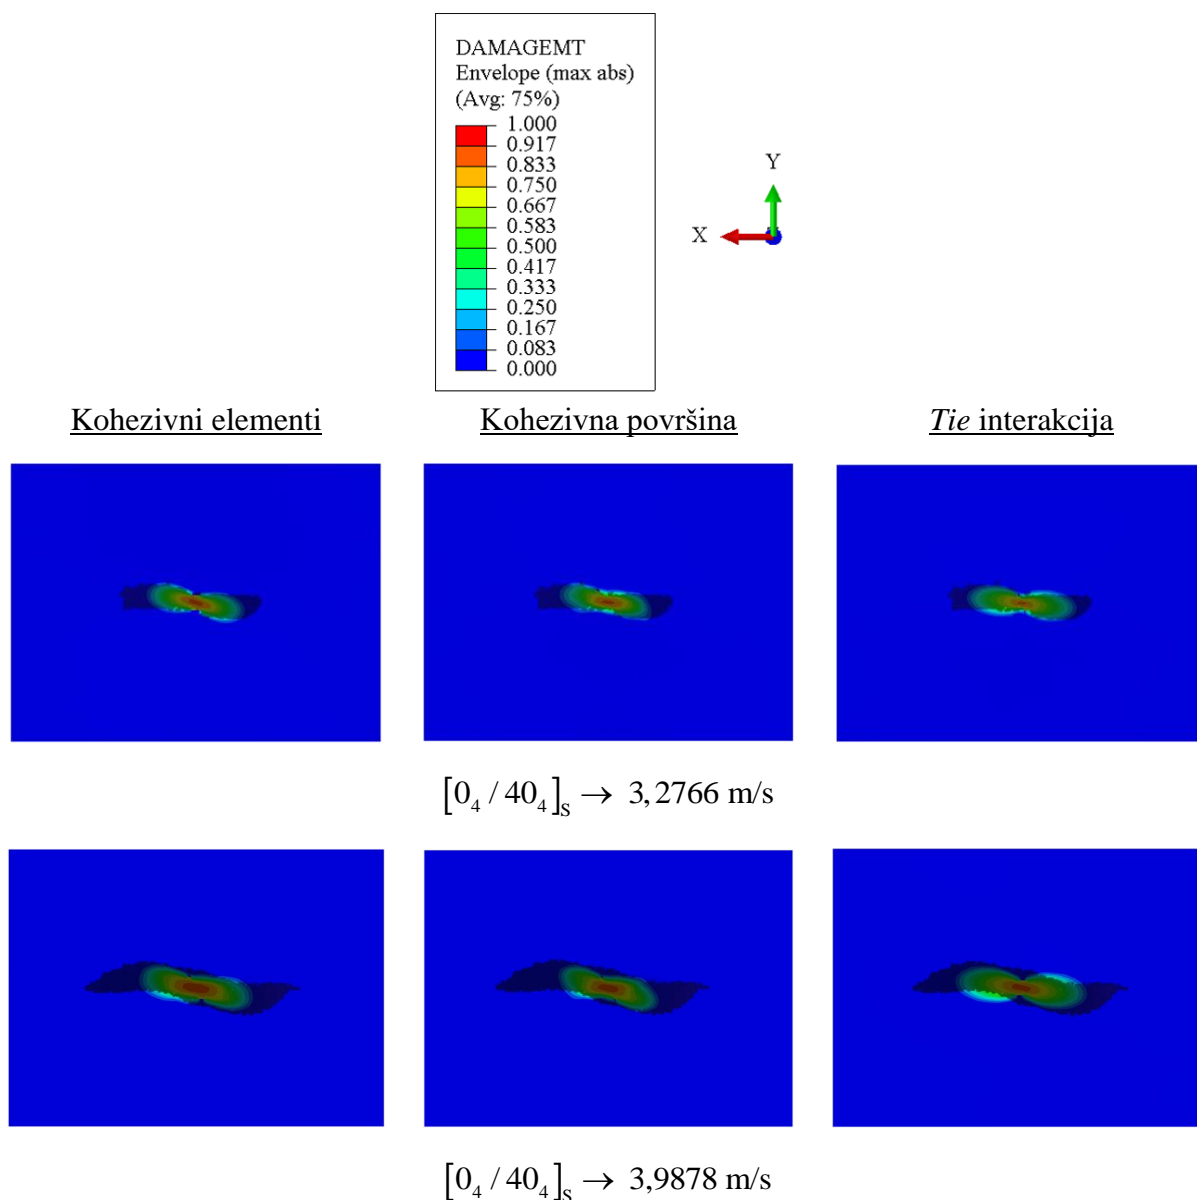 DAMAGEMT
Envelope (max abs)
(Avg: 75%)
1.000
0.917
0.833
0.750
0.667
0.583
0.500
0.417
0.333
0.250
0.167
0.083
0.000
Y
X
Kohezivni elementi Kohezivna površina Tie interakcija
[0₄ / 40₄]ₛ → 3,2766 m/s
[0₄ / 40₄]ₛ → 3,9878 m/s